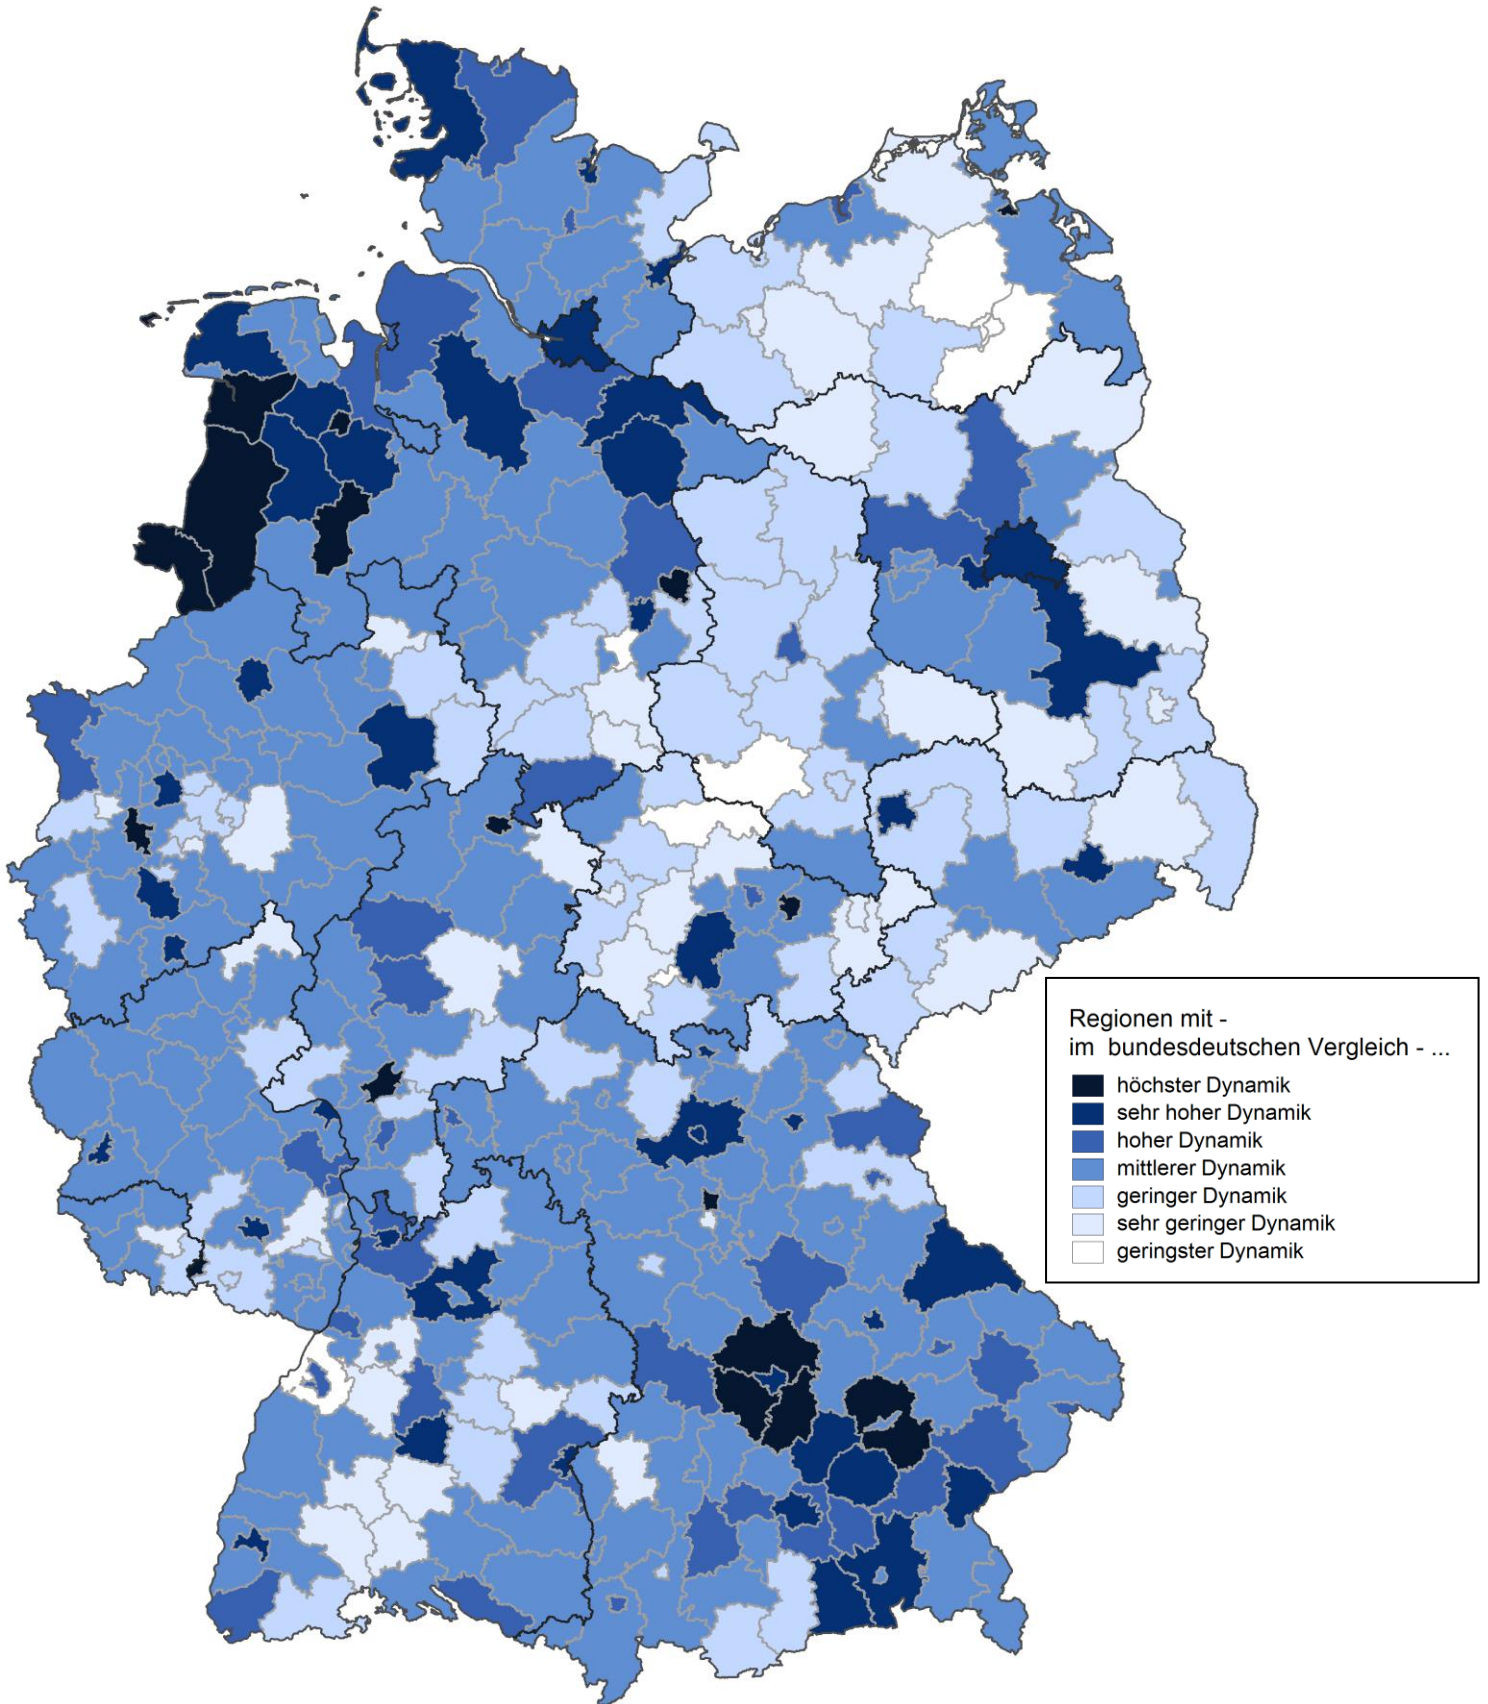 Regionen mit -
im bundesdeutschen Vergleich - ...
höchster Dynamik
sehr hoher Dynamik
hoher Dynamik
mittlerer Dynamik
geringer Dynamik
sehr geringer Dynamik
geringster Dynamik